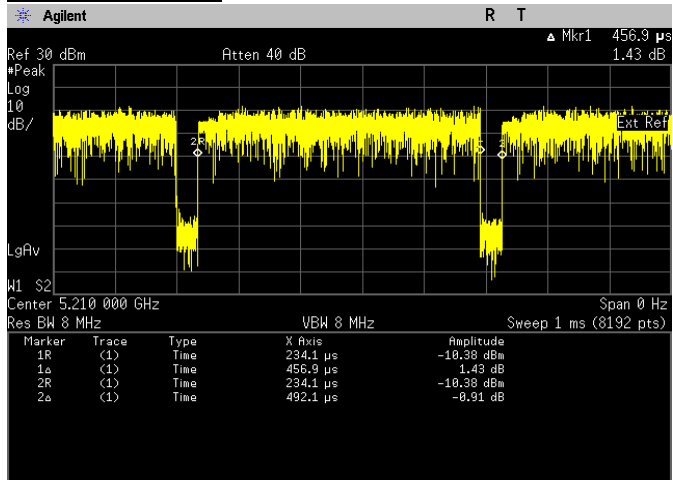 Agilent R T
Δ Mkr1 456.9 µs
Ref 30 dBm Atten 40 dB 1.43 dB
#Peak
Log
10
dB/
Ext Ref
2R
2
LgAv
W1 S2
Center 5.210 000 GHz Span 0 Hz
Res BW 8 MHz VBW 8 MHz Sweep 1 ms (8192 pts)
Marker Trace Type X Axis Amplitude
1R (1) Time 234.1 µs -10.38 dBm
1Δ (1) Time 456.9 µs 1.43 dB
2R (1) Time 234.1 µs -10.38 dBm
2Δ (1) Time 492.1 µs -0.91 dB